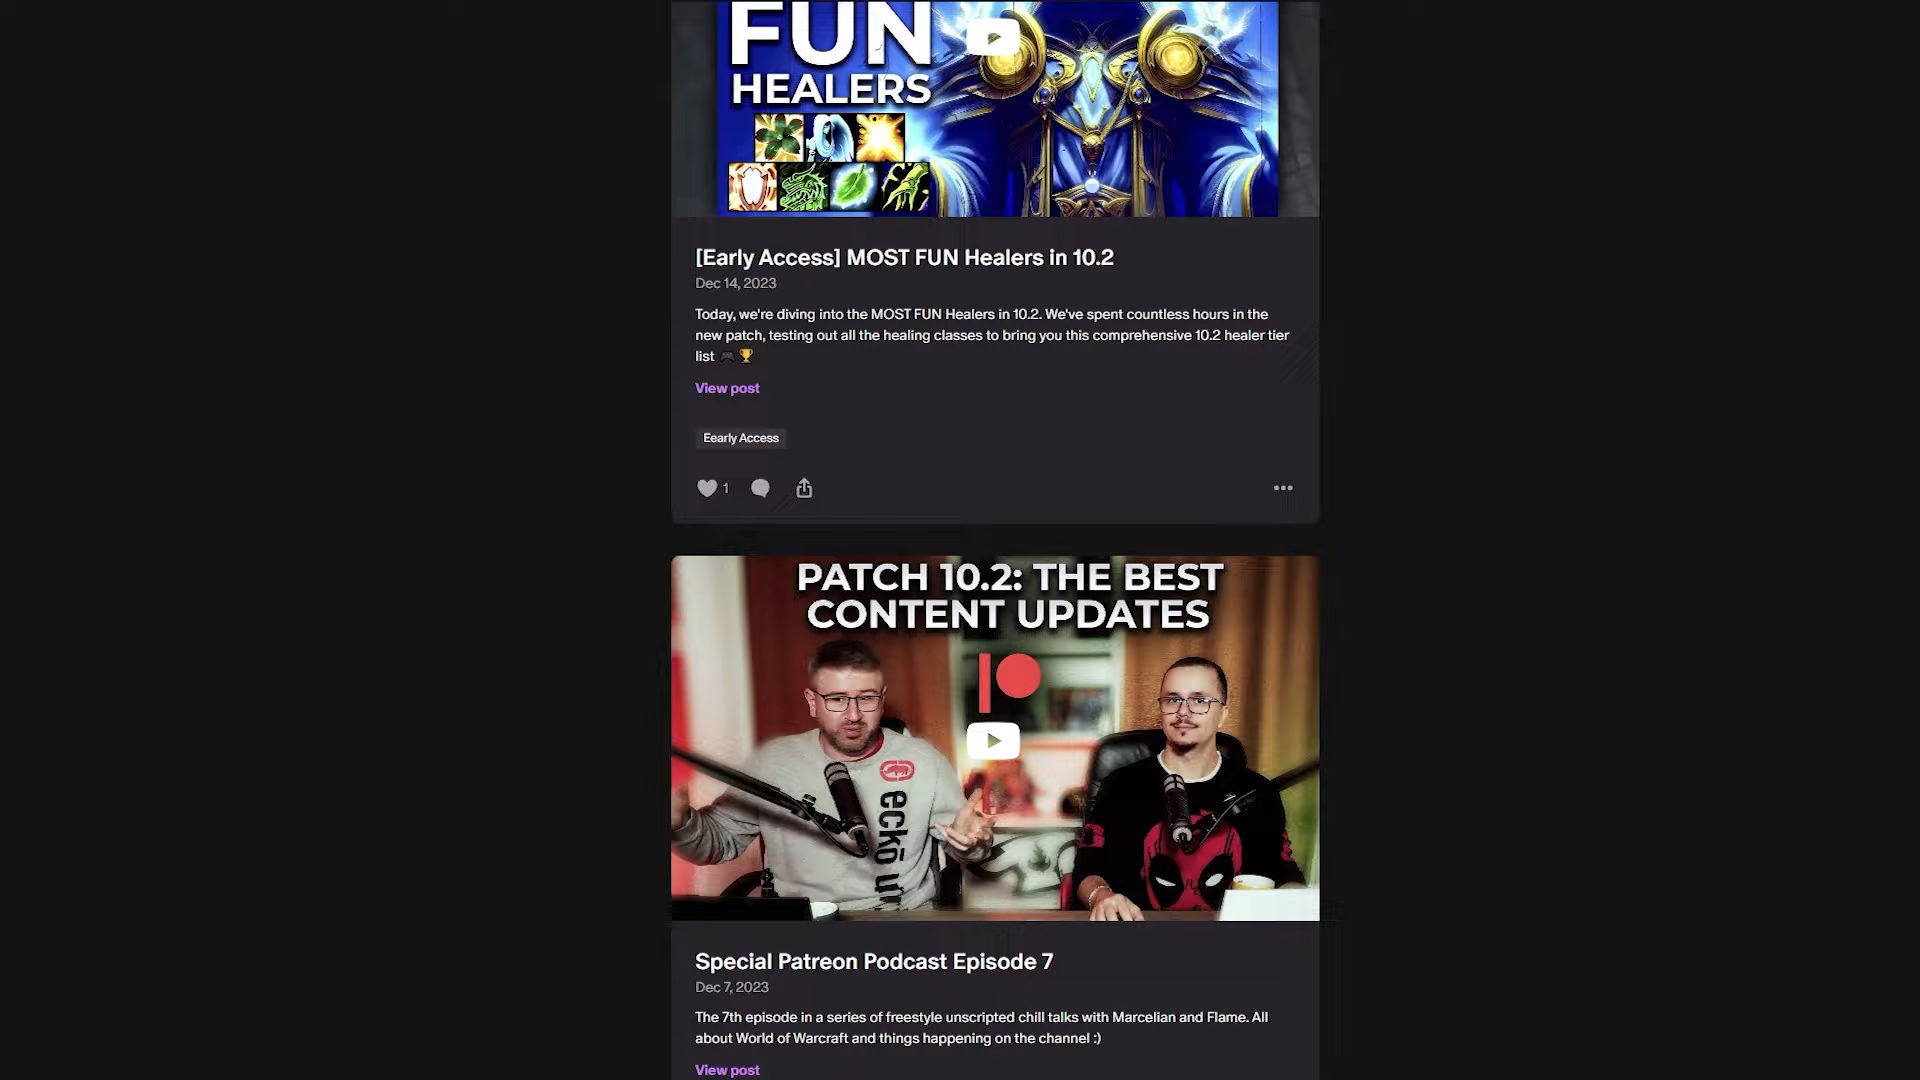 FUN
HEALERS
[Early Access] MOST FUN Healers in 10.2
Dec 14, 2023
Today, we're diving into the MOST FUN Healers in 10.2. We've spent countless hours in the
new patch, testing out all the healing classes to bring you this comprehensive 10.2 healer tier
list 🎮 🏆
View post
Eearly Access
1
PATCH 10.2: THE BEST
CONTENT UPDATES
eckō un
Special Patreon Podcast Episode 7
Dec 7, 2023
The 7th episode in a series of freestyle unscripted chill talks with Marcelian and Flame. All
about World of Warcraft and things happening on the channel :)
View post